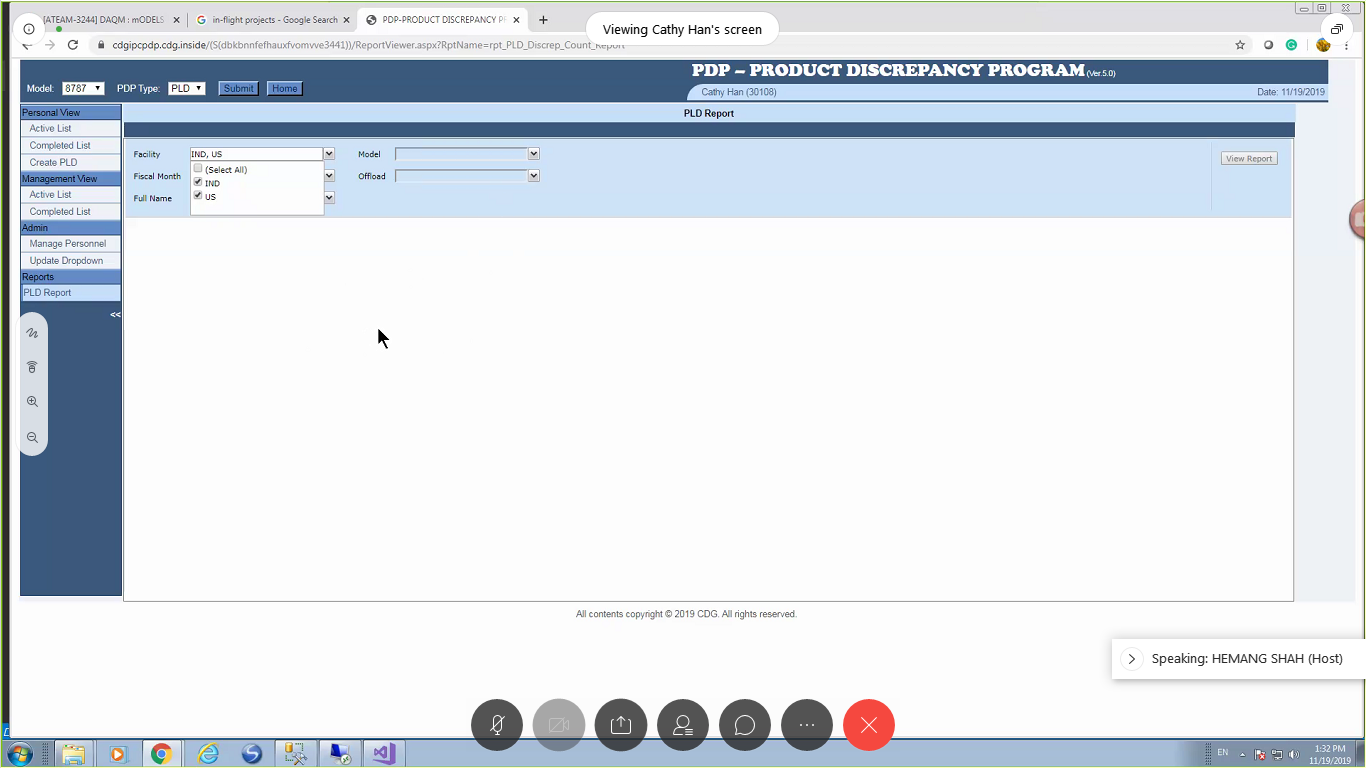 [ATEAM-3244] DAQM : mODELS
in-flight projects - Google Search
PDP-PRODUCT DISCREPANCY P
Viewing Cathy Han's screen
cdgipcpdp.cdg.inside/(S(dbkbnnfefhauxfvomvve3441))/ReportViewer.aspx?RptName=rpt_PLD_Discrep_Count_Report
PDP – PRODUCT DISCREPANCY PROGRAM (Ver.5.0)
Model: 8787 PDP Type: PLD Submit Home
Cathy Han (30108) Date: 11/19/2019
Personal View
Active List
Completed List
Create PLD
Management View
Active List
Completed List
Admin
Manage Personnel
Update Dropdown
Reports
PLD Report
<<
PLD Report
Facility IND, US Model
(Select All)
IND
US
Fiscal Month Offload
Full Name
View Report
All contents copyright © 2019 CDG. All rights reserved.
Speaking: HEMANG SHAH (Host)
EN
1:32 PM
11/19/2019